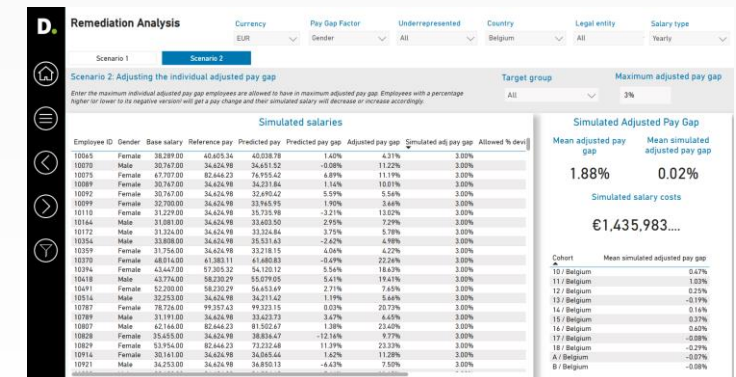 D.
Remediation Analysis
Currency
EUR
Pay Gap Factor
Gender
Underrepresented
All
Country
Belgium
Legal entity
All
Salary type
Yearly
Scenario 1
Scenario 2
Scenario 2: Adjusting the individual adjusted pay gap
Enter the maximum individual adjusted pay gap employees are allowed to have in maximum adjusted pay gap. Employees with a percentage
higher (or lower to its negative version) will get a pay change and their simulated salary will decrease or increase accordingly.
Target group
All
Maximum adjusted pay gap
3%
Simulated salaries
Employee ID Gender Base salary Reference pay Predicted pay Predicted pay gap Adjusted pay gap Simulated adj pay gap Allowed % devi
10065 Female 38,289.00 40,605.34 40,038.78 1.40% 4.31% 3.00%
10070 Male 30,767.00 34,624.98 34,651.52 -0.08% 11.22% 3.00%
10075 Female 67,707.00 82,646.23 76,955.42 6.89% 11.19% 3.00%
10089 Female 30,767.00 34,624.98 34,231.84 1.14% 10.01% 3.00%
10092 Female 30,767.00 34,624.98 32,690.42 5.59% 5.56% 3.00%
10099 Female 32,700.00 34,624.98 33,965.95 1.90% 3.66% 3.00%
10110 Female 31,229.00 34,624.98 35,735.98 -3.21% 13.02% 3.00%
10164 Male 31,081.00 34,624.98 33,603.50 2.95% 7.29% 3.00%
10172 Male 31,324.00 34,624.98 33,324.84 3.75% 5.78% 3.00%
10354 Male 33,808.00 34,624.98 35,531.63 -2.62% 4.98% 3.00%
10359 Female 31,756.00 34,624.98 33,218.15 4.06% 4.22% 3.00%
10370 Female 48,014.00 61,383.11 61,680.83 -0.49% 22.26% 3.00%
10394 Female 43,447.00 57,305.32 54,120.12 5.56% 18.63% 3.00%
10418 Male 43,774.00 58,230.29 55,079.05 5.41% 19.41% 3.00%
10491 Female 52,200.00 58,230.29 56,653.69 2.71% 7.65% 3.00%
10514 Male 32,253.00 34,624.98 34,211.42 1.19% 5.66% 3.00%
10787 Female 78,726.00 99,357.43 99,323.15 0.03% 20.73% 3.00%
10789 Male 31,191.00 34,624.98 33,423.73 3.47% 6.45% 3.00%
10807 Male 62,166.00 82,646.23 81,502.67 1.38% 23.40% 3.00%
10828 Female 35,455.00 34,624.98 38,836.47 -12.16% 9.77% 3.00%
10829 Female 53,954.00 82,646.23 73,232.48 11.39% 23.33% 3.00%
10914 Female 30,161.00 34,624.98 34,065.44 1.62% 11.28% 3.00%
10921 Male 34,253.00 34,624.98 36,850.13 -6.43% 7.50% 3.00%
Simulated Adjusted Pay Gap
Mean adjusted pay
gap
1.88%
Mean simulated
adjusted pay gap
0.02%
Simulated salary costs
€1,435,983....
Cohort Mean simulated adjusted pay gap
10 / Belgium 0.47%
11 / Belgium 1.03%
12 / Belgium 0.25%
13 / Belgium -0.19%
14 / Belgium 0.16%
15 / Belgium 0.37%
16 / Belgium 0.60%
17 / Belgium -0.08%
18 / Belgium -0.29%
A / Belgium -0.07%
B / Belgium -0.08%